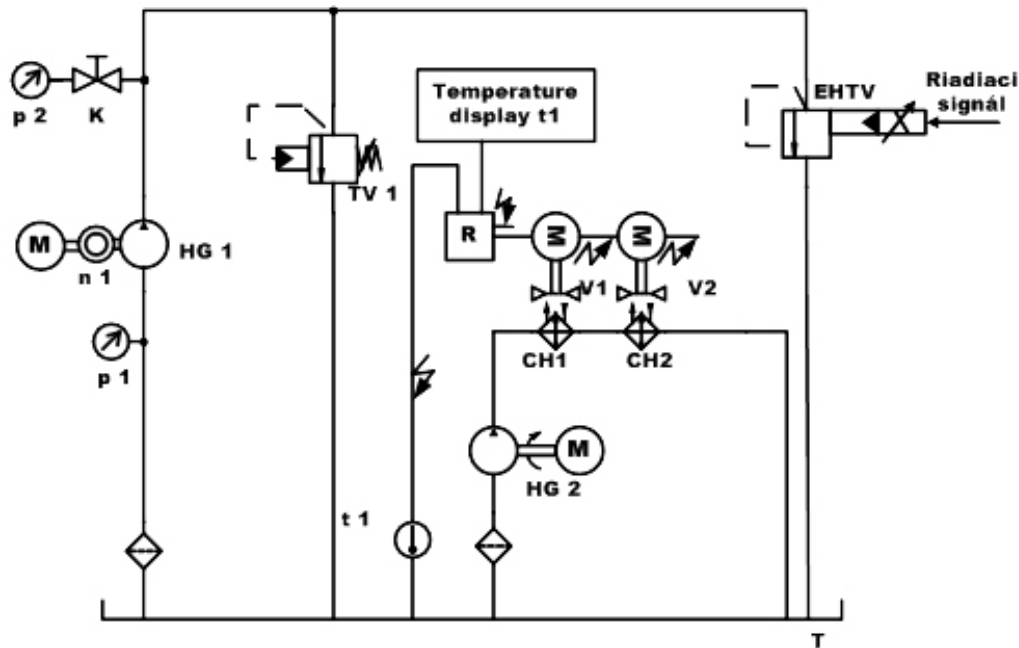 EHTV
Riadiaci
signál
p 2
K
Temperature
display t1
TV 1
M
n 1
HG 1
R
M
M
V1
V2
p 1
CH1
CH2
M
HG 2
t 1
T